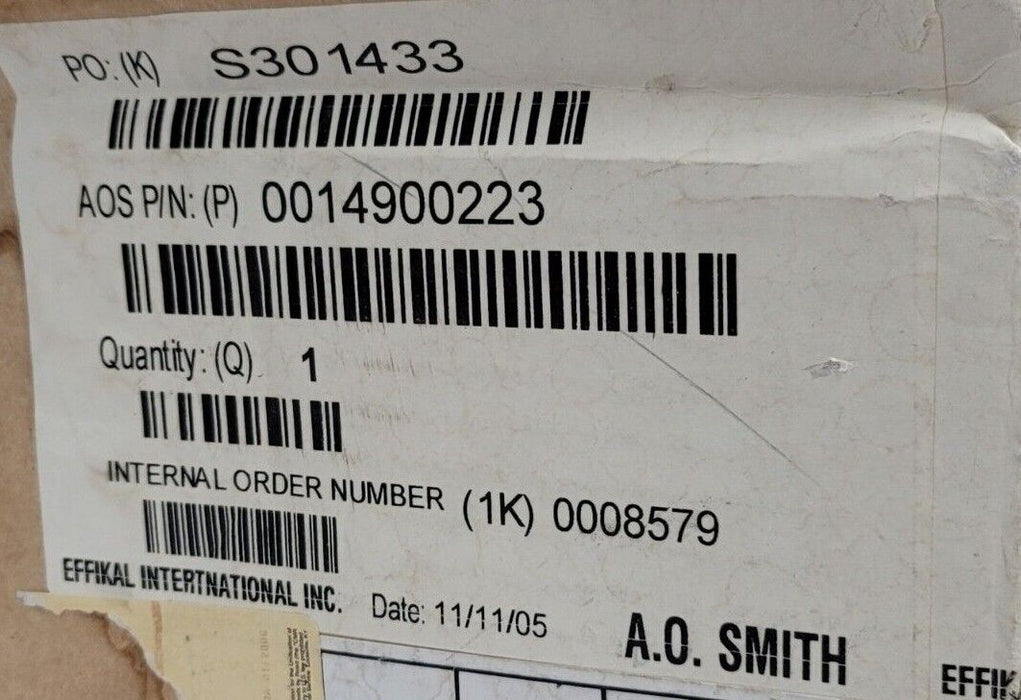 PO: (K) S301433
AOS P/N: (P) 0014900223
Quantity: (Q) 1
INTERNAL ORDER NUMBER (1K) 0008579
EFFIKAL INTERTNATIONAL INC. Date: 11/11/05 A.O. SMITH
EFFIK